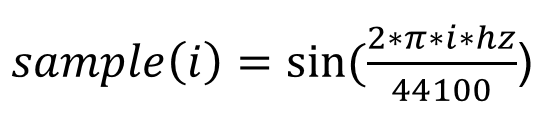 sample(i) = sin(2*π*i*hz/44100)